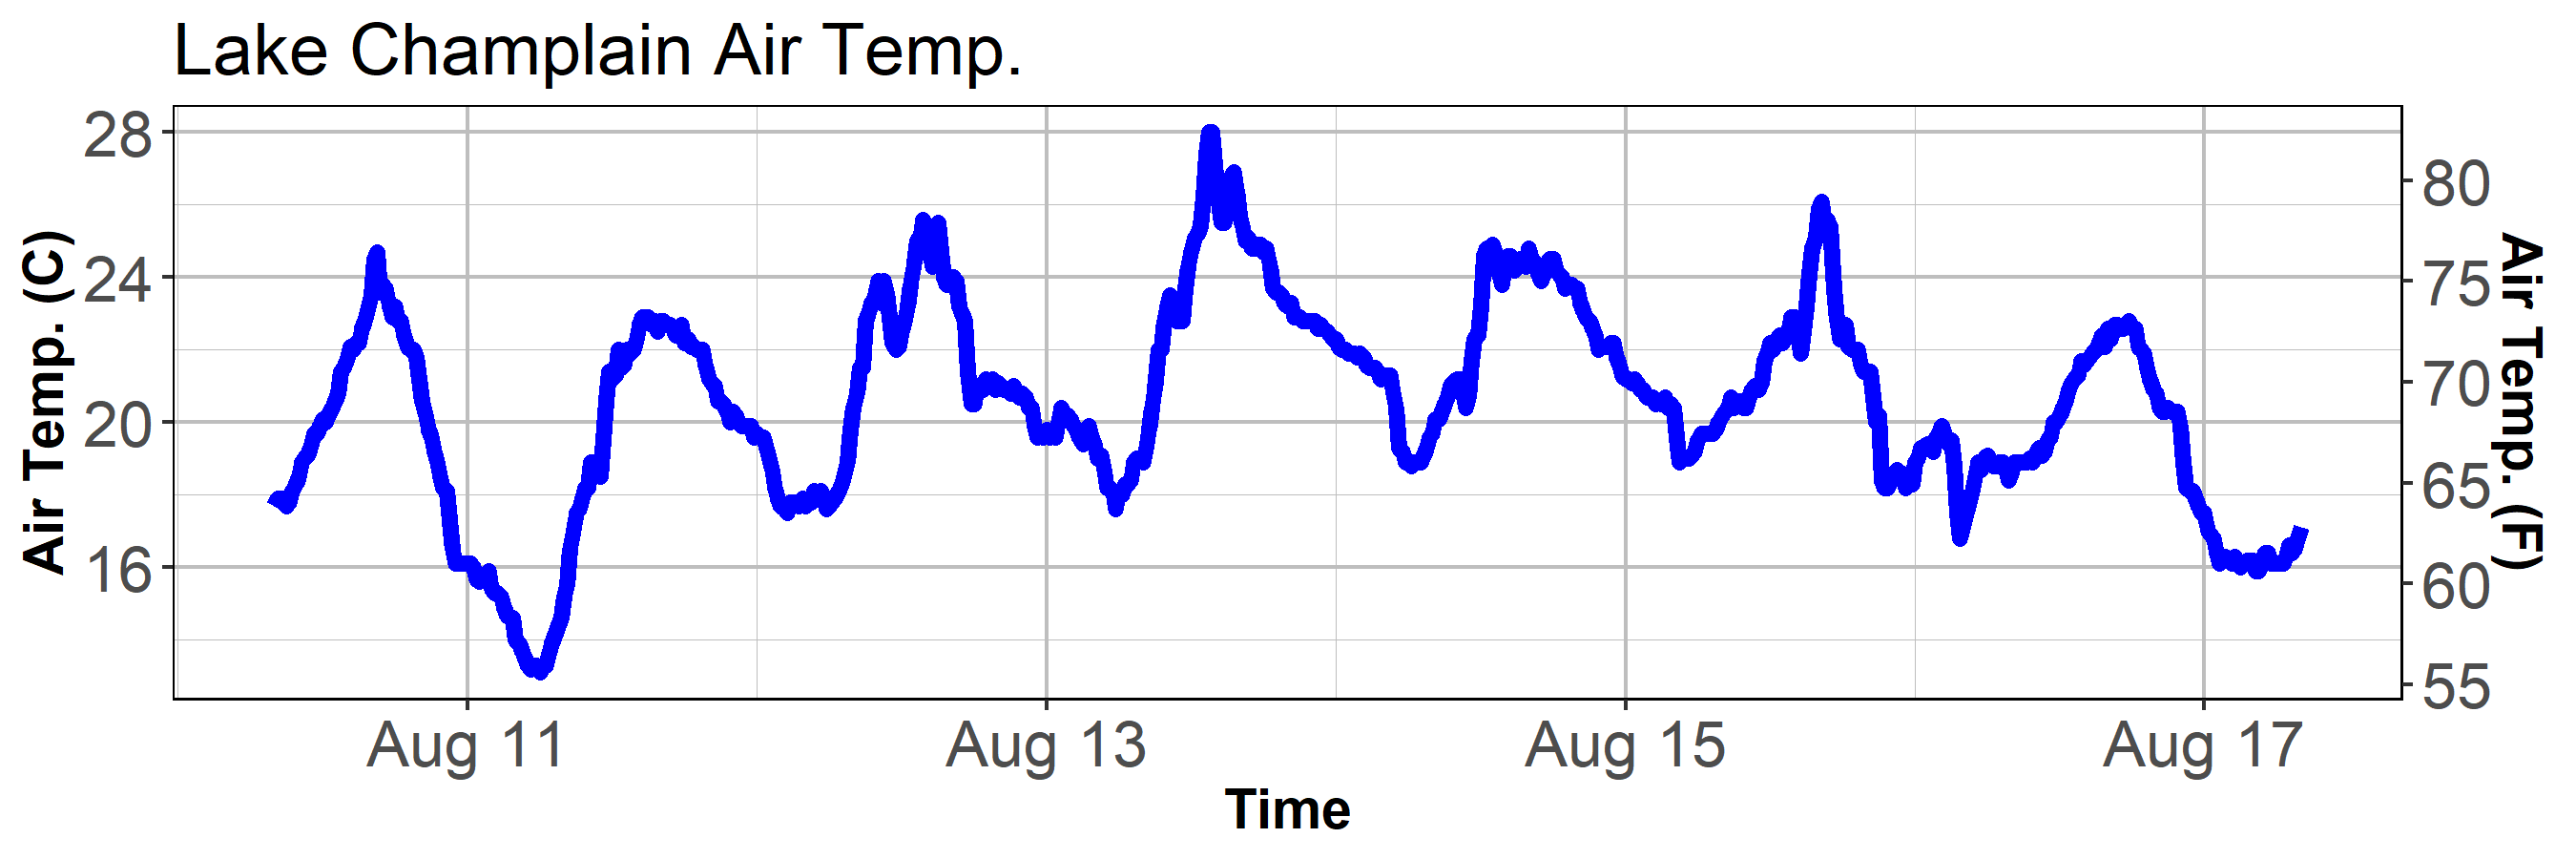 Lake Champlain Air Temp.
28
24
20
16
Air Temp. (C)
80
75
70
65
60
55
Air Temp. (F)
Aug 11 Aug 13 Aug 15 Aug 17
Time